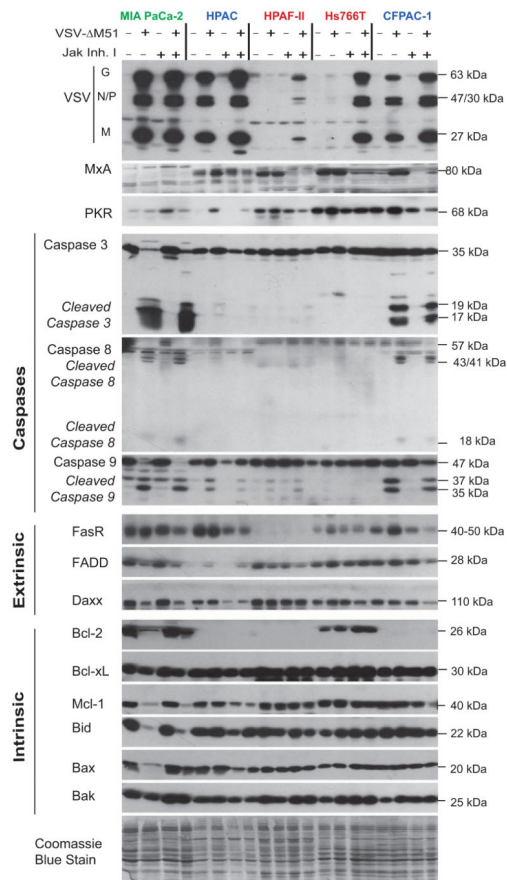 MIA PaCa-2 HPAC HPAF-II Hs766T CFPAC-1
VSV-ΔM51 - + - + - + - + - + - + - + - + - + - +
Jak Inh. I - - + + - - + + - - + + - - + + - - + +
G 63 kDa
VSV N/P 47/30 kDa
M 27 kDa
MxA 80 kDa
PKR 68 kDa
Caspases
Caspase 3 35 kDa
Cleaved 19 kDa
Caspase 3 17 kDa
Caspase 8 57 kDa
Cleaved 43/41 kDa
Caspase 8
Cleaved
Caspase 8 18 kDa
Caspase 9 47 kDa
Cleaved 37 kDa
Caspase 9 35 kDa
Extrinsic
FasR 40-50 kDa
FADD 28 kDa
Daxx 110 kDa
Intrinsic
Bcl-2 26 kDa
Bcl-xL 30 kDa
Mcl-1 40 kDa
Bid 22 kDa
Bax 20 kDa
Bak 25 kDa
Coomassie
Blue Stain